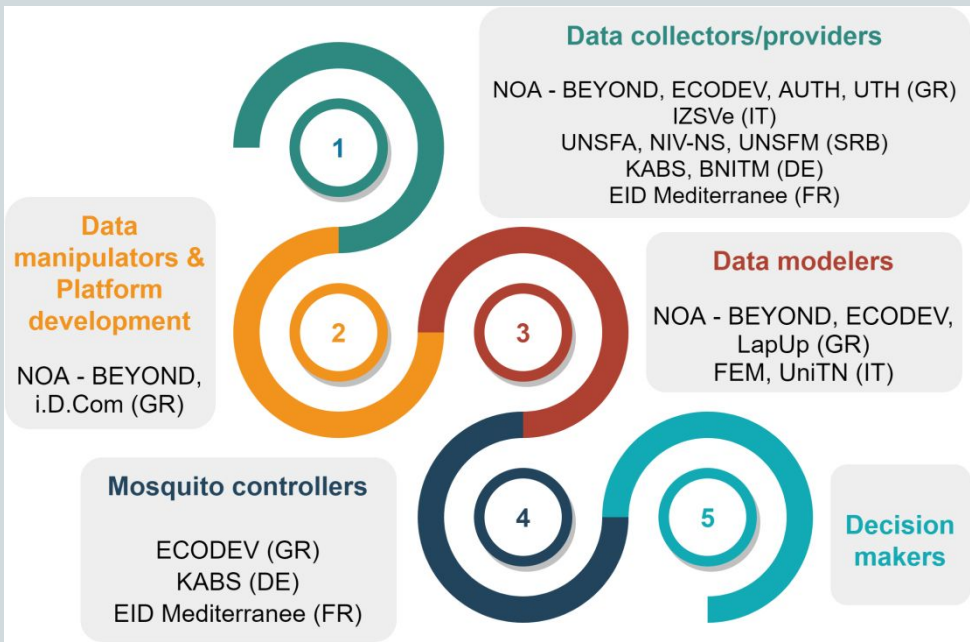 Data collectors/providers
NOA - BEYOND, ECODEV, AUTH, UTH (GR)
IZSVe (IT)
UNSFA, NIV-NS, UNSFM (SRB)
KABS, BNITM (DE)
EID Mediterranee (FR)
1
Data
manipulators &
Platform
development
NOA - BEYOND,
i.D.Com (GR)
2
3
Data modelers
NOA - BEYOND, ECODEV,
LapUp (GR)
FEM, UniTN (IT)
Mosquito controllers
ECODEV (GR)
KABS (DE)
EID Mediterranee (FR)
4
5
Decision
makers